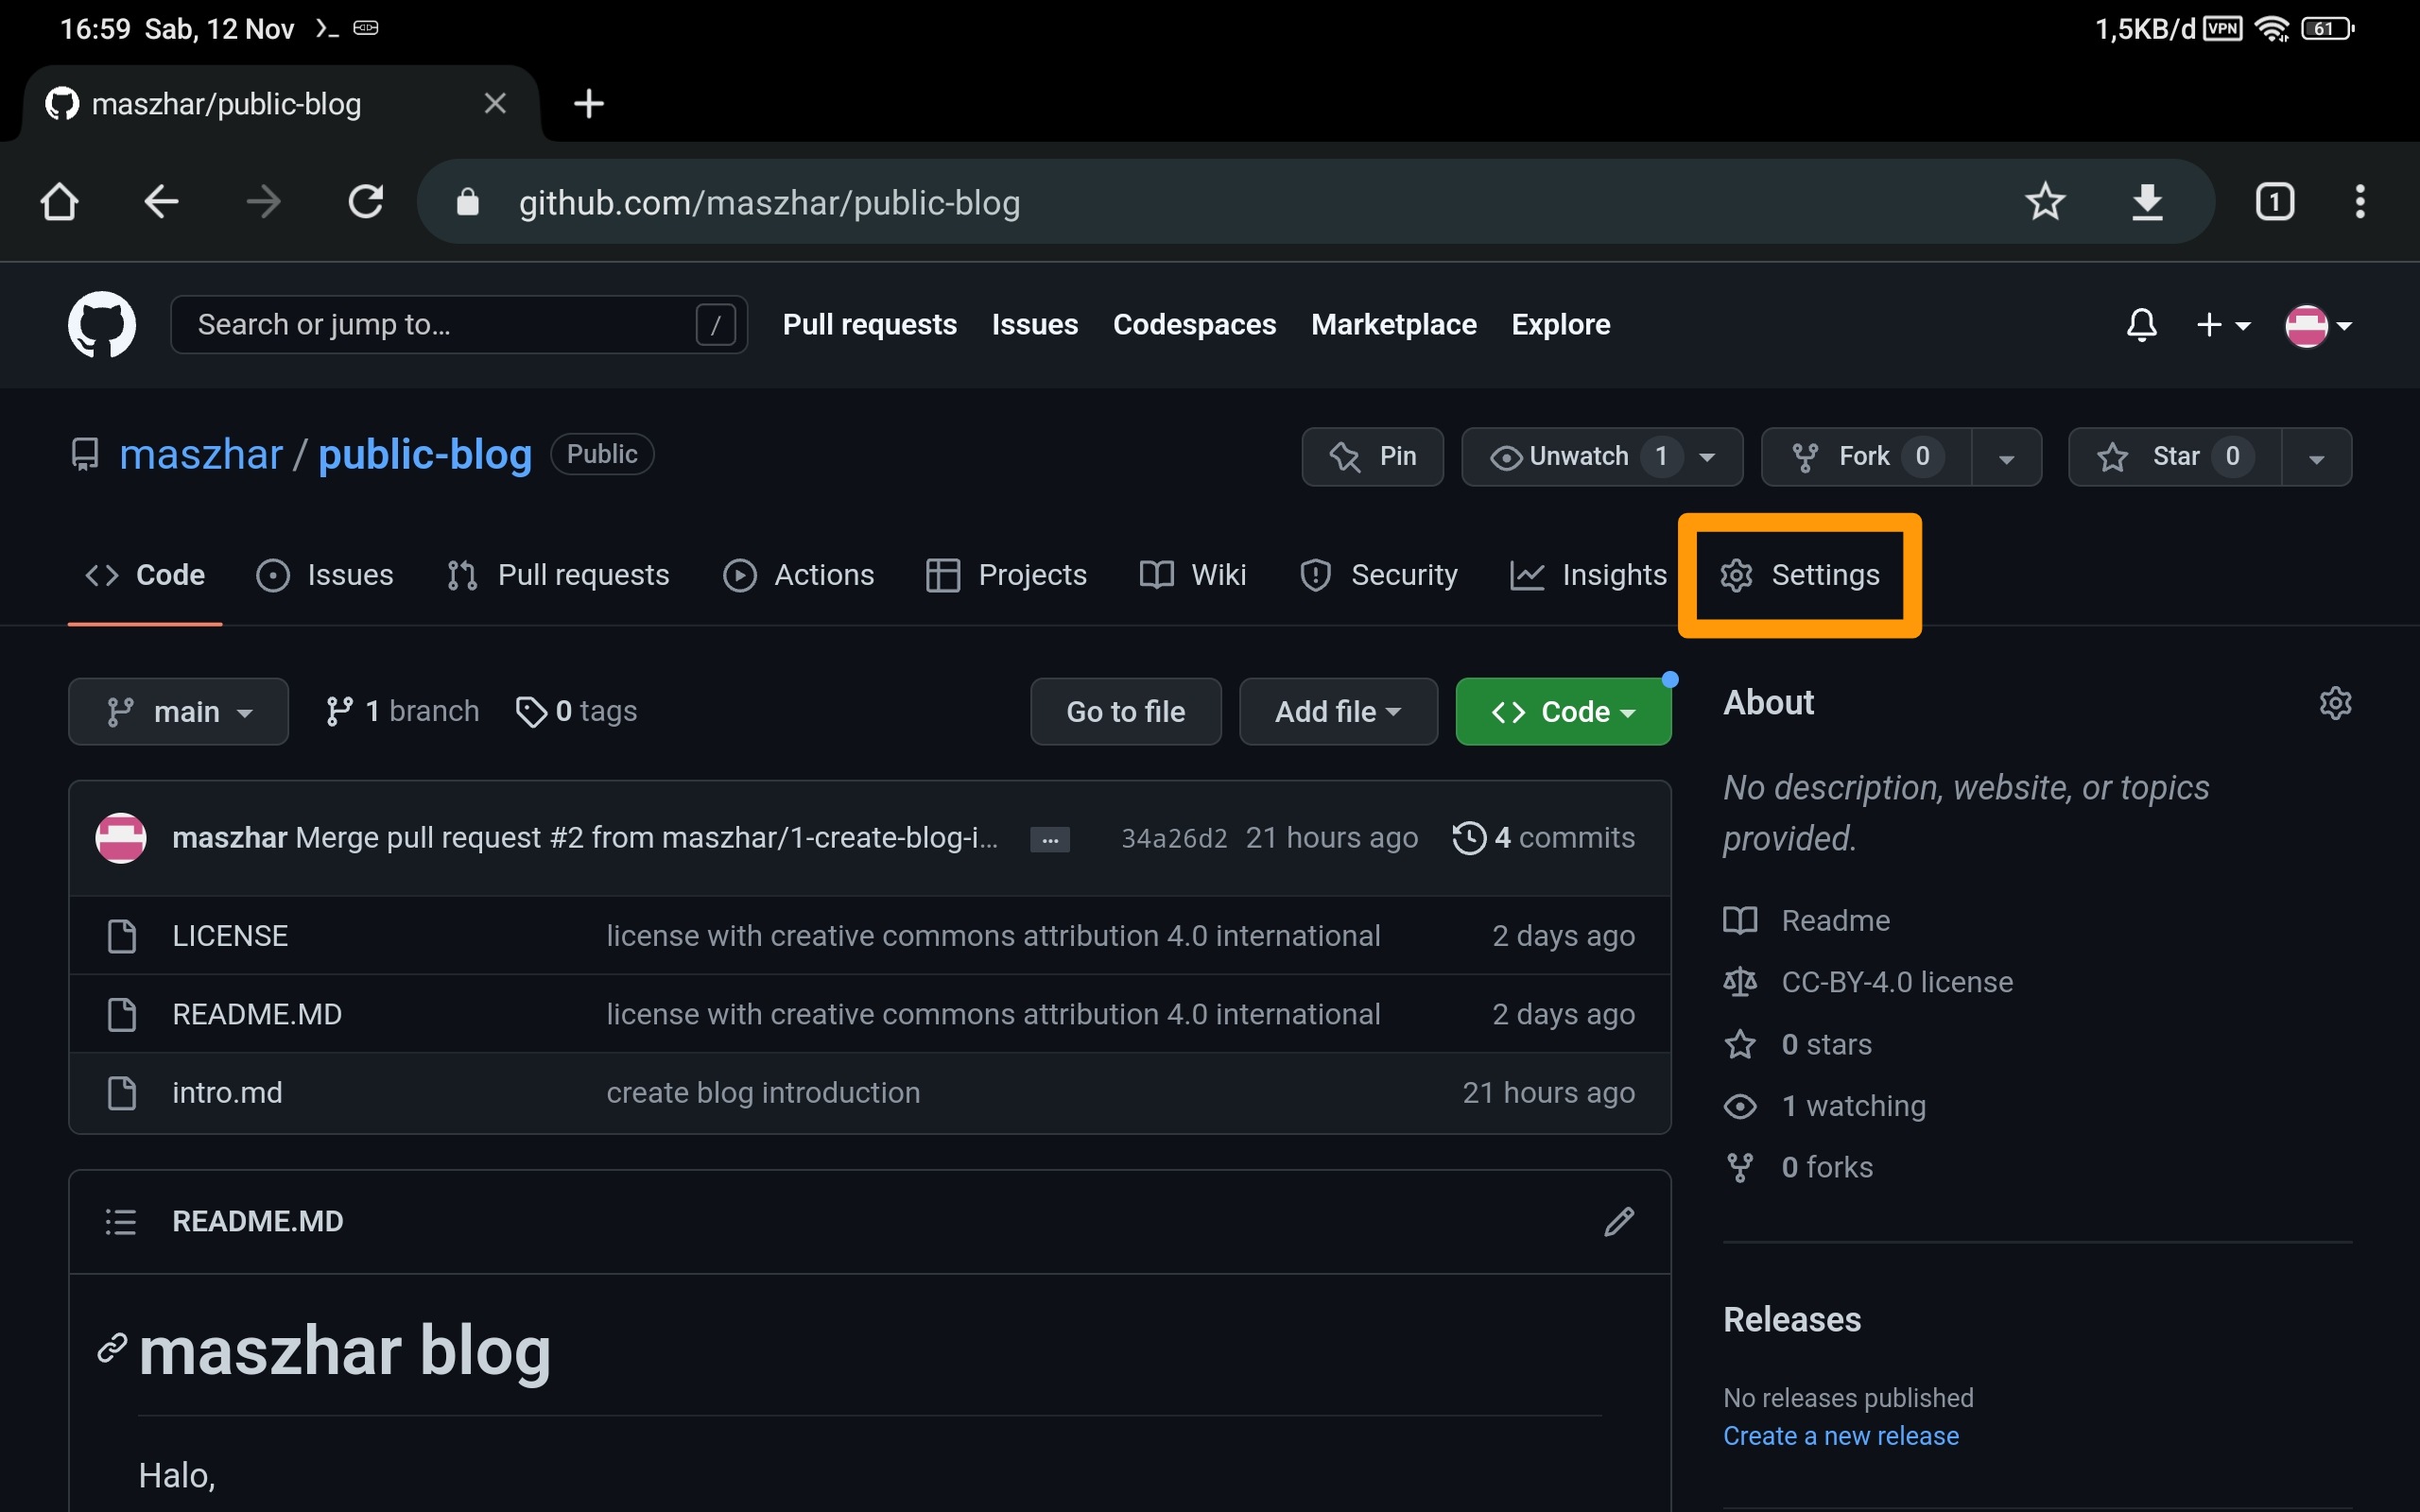 16:59 Sab, 12 Nov
1,5KB/d VPN 61
maszhar/public-blog
github.com/maszhar/public-blog 1
Search or jump to… / Pull requests Issues Codespaces Marketplace Explore
maszhar / public-blog Public Pin Unwatch 1 Fork 0 Star 0
Code Issues Pull requests Actions Projects Wiki Security Insights Settings
main 1 branch 0 tags Go to file Add file Code
maszhar Merge pull request #2 from maszhar/1-create-blog-i… ... 34a26d2 21 hours ago 4 commits
LICENSE license with creative commons attribution 4.0 international 2 days ago
README.MD license with creative commons attribution 4.0 international 2 days ago
intro.md create blog introduction 21 hours ago
README.MD
maszhar blog
Halo,
About
No description, website, or topics
provided.
Readme
CC-BY-4.0 license
0 stars
1 watching
0 forks
Releases
No releases published
Create a new release